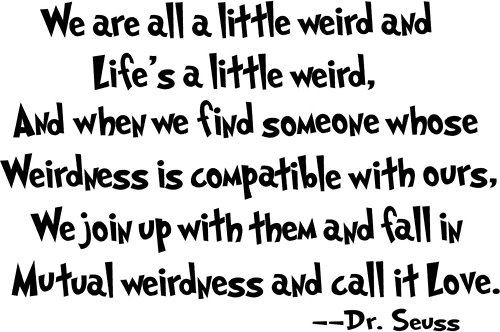 We are all a little weird and
Life's a little weird,
And when we find someone whose
Weirdness is compatible with ours,
We join up with them and fall in
Mutual weirdness and call it Love.
--Dr. Seuss